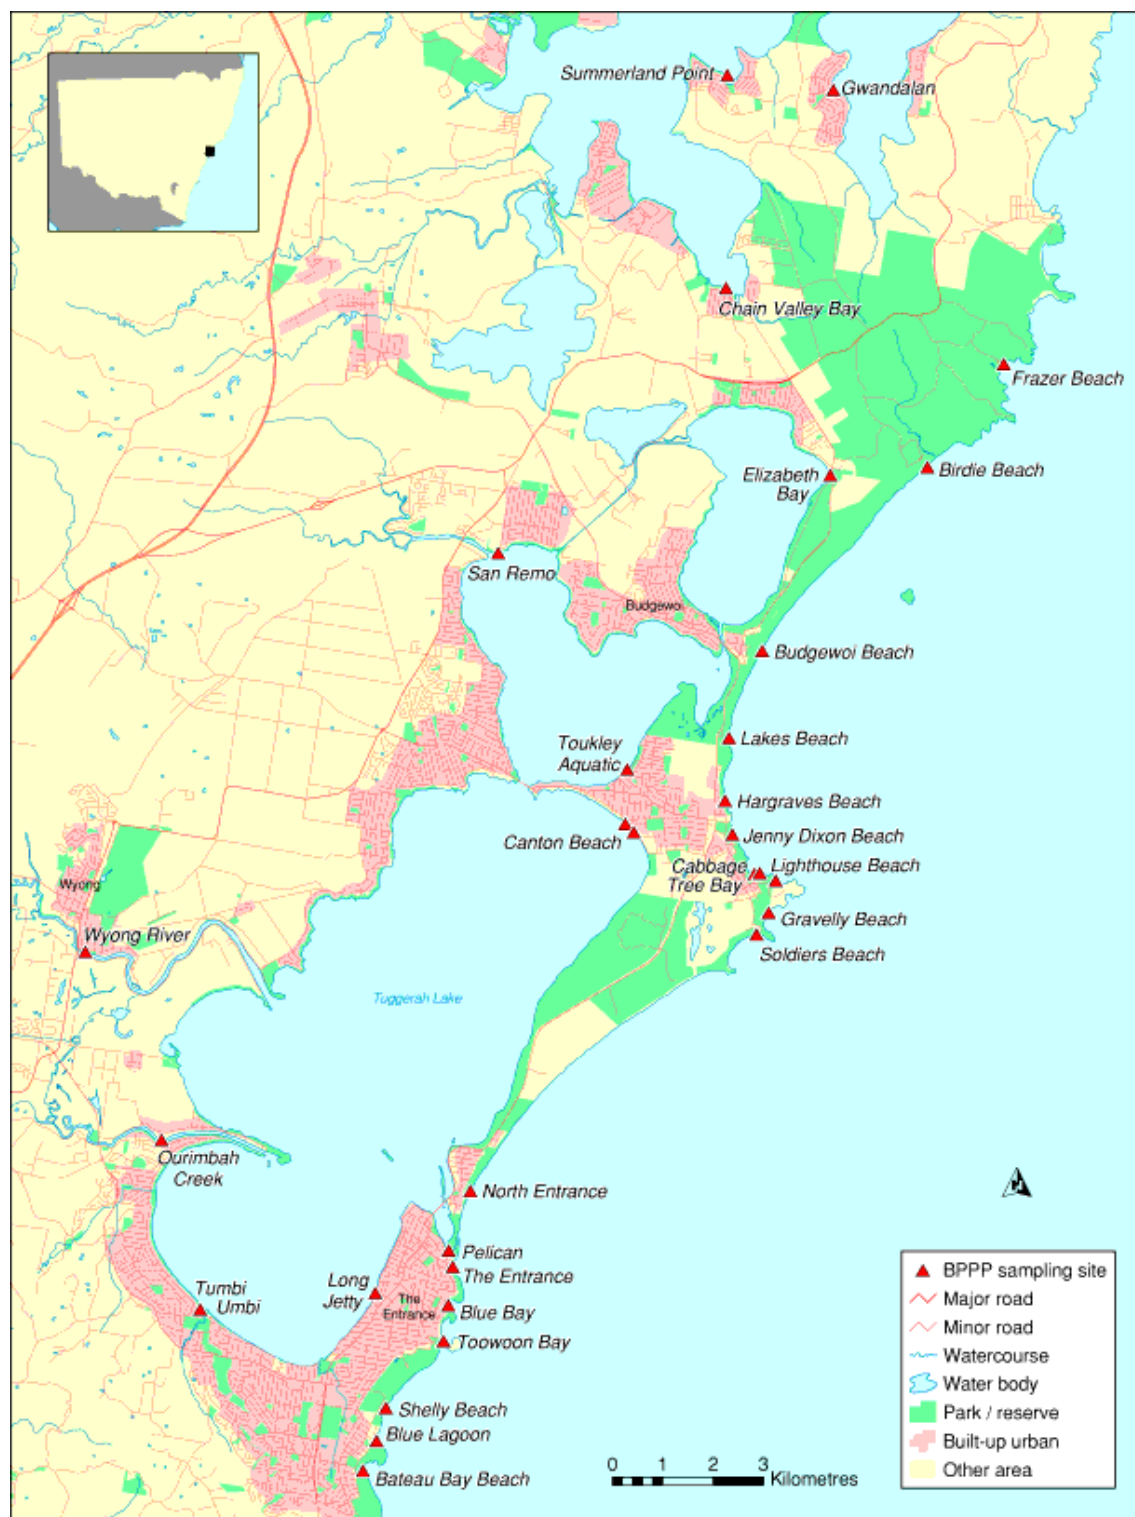 Summerland Point
Gwandalan
Chain Valley Bay
Frazer Beach
Elizabeth
Bay
Birdie Beach
San Remo
Budgewoi
Budgewoi Beach
Lakes Beach
Toukley
Aquatic
Hargraves Beach
Canton Beach
Jenny Dixon Beach
Cabbage
Tree Bay
Lighthouse Beach
Wyong
Gravelly Beach
Wyong River
Soldiers Beach
Tuggerah Lake
Ourimbah
Creek
North Entrance
Pelican
The Entrance
Long
Jetty
Tumbi
Umbi
The
Entrance
Blue Bay
Toowoon Bay
Shelly Beach
Blue Lagoon
Bateau Bay Beach
0 1 2 3
Kilometres
BPPP sampling site
Major road
Minor road
Watercourse
Water body
Park / reserve
Built-up urban
Other area